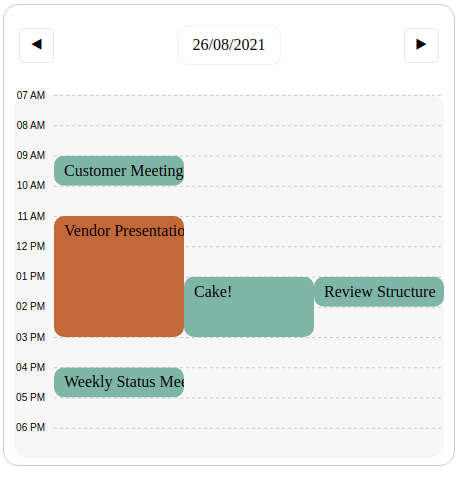 ◀ 26/08/2021 ▶
07 AM
08 AM
09 AM
Customer Meeting
10 AM
11 AM
Vendor Presentatio
12 PM
01 PM
Cake! Review Structure
02 PM
03 PM
04 PM
Weekly Status Mee
05 PM
06 PM